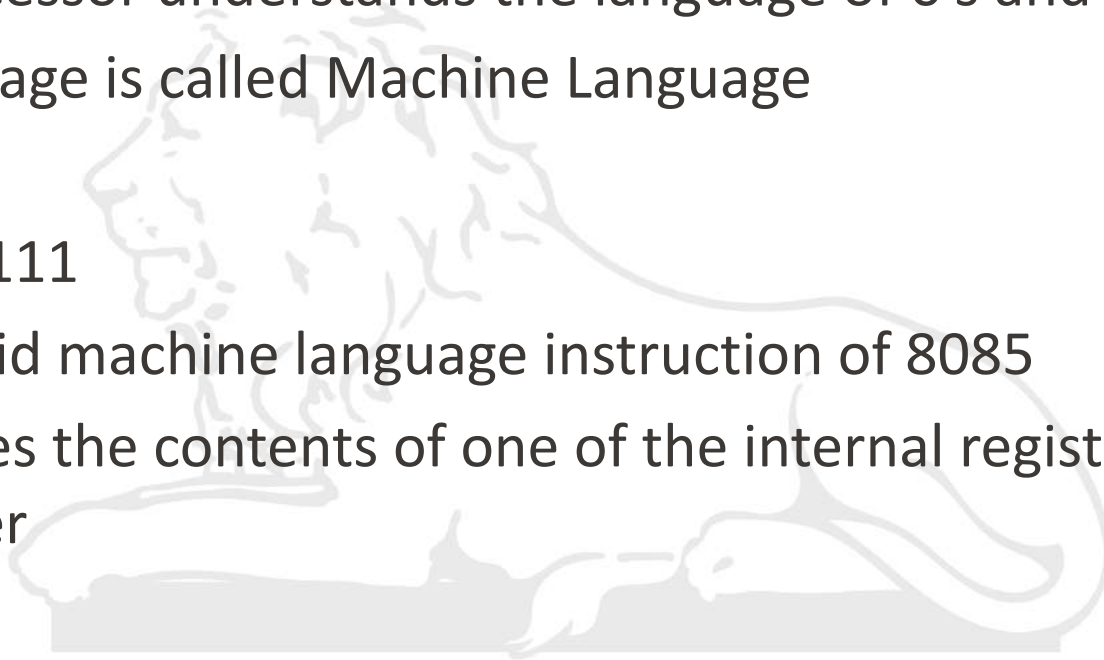 essor understands the language of 0's and
age is called Machine Language
111
id machine language instruction of 8085
es the contents of one of the internal regist
er